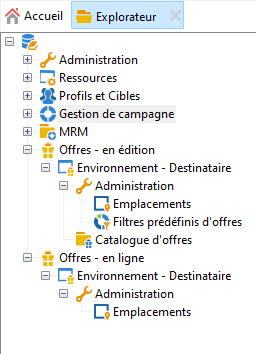 Accueil Explorateur
Administration
Ressources
Profils et Cibles
Gestion de campagne
MRM
Offres - en édition
Environnement - Destinataire
Administration
Emplacements
Filtres prédéfinis d'offres
Catalogue d'offres
Offres - en ligne
Environnement - Destinataire
Administration
Emplacements